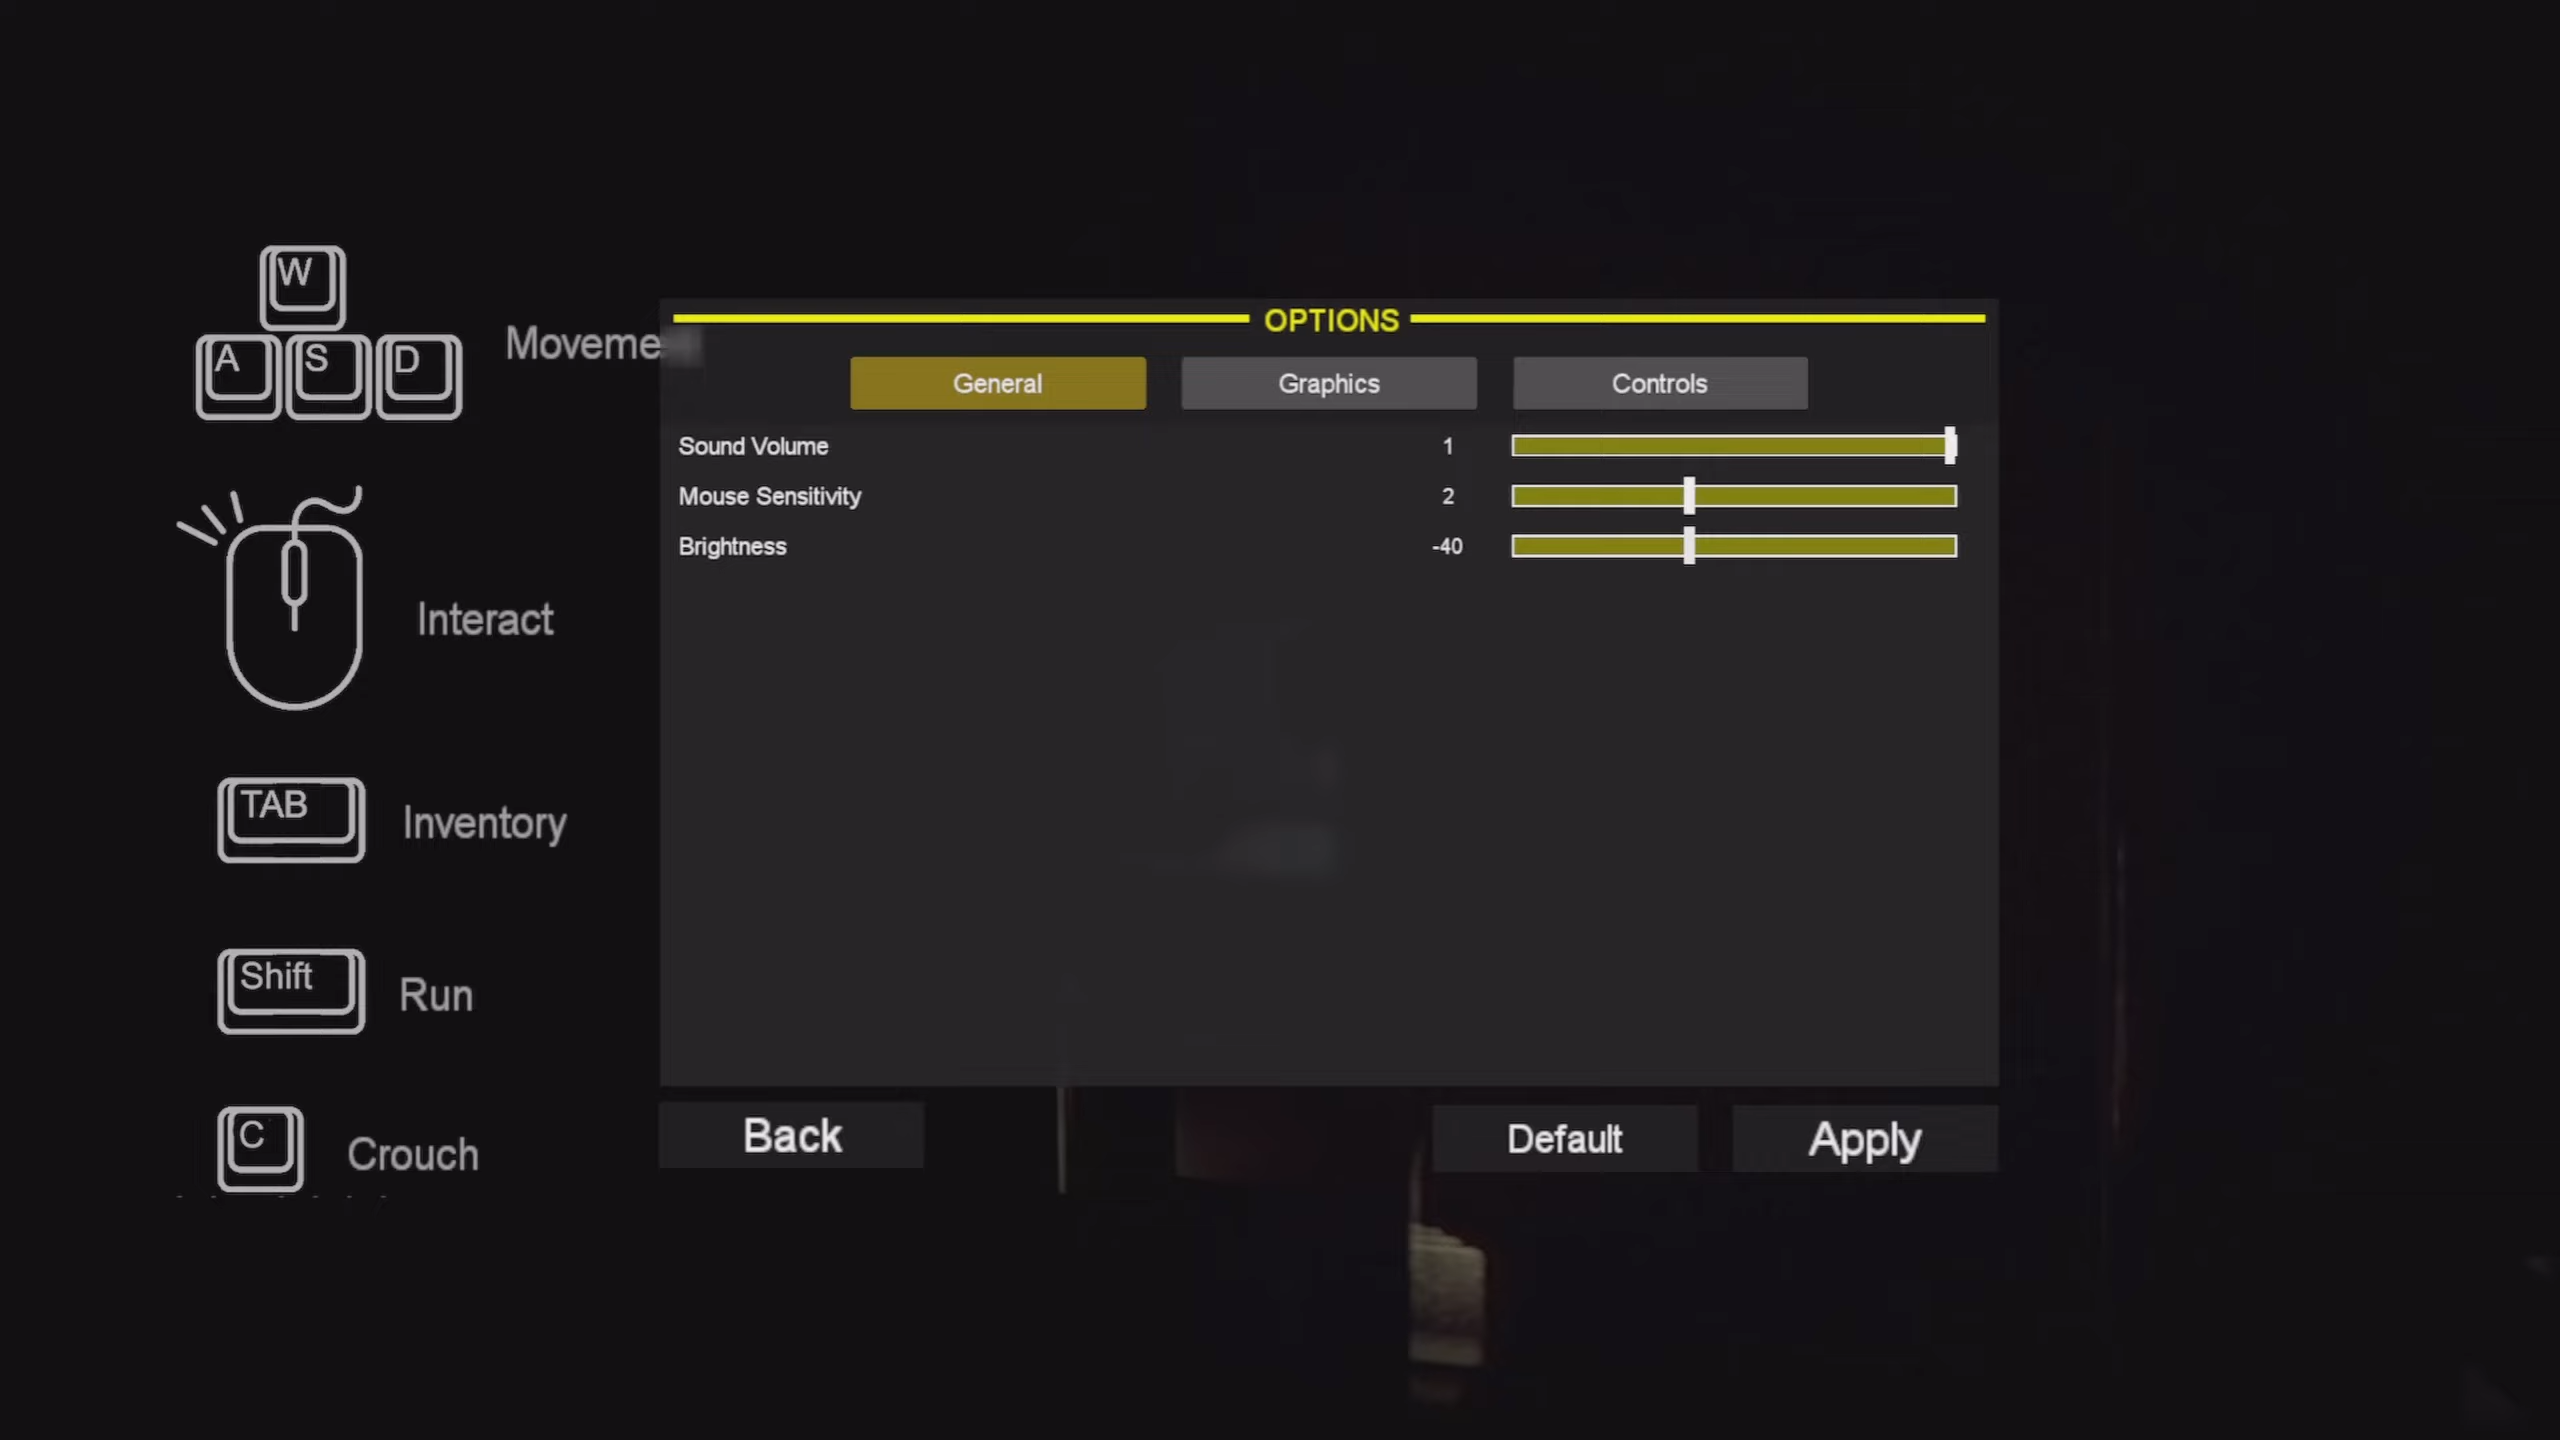 W
A S D
Moveme
Interact
TAB
Inventory
Shift
Run
C
Crouch
OPTIONS
General
Graphics
Controls
Sound Volume
1
Mouse Sensitivity
2
Brightness
-40
Back
Default
Apply